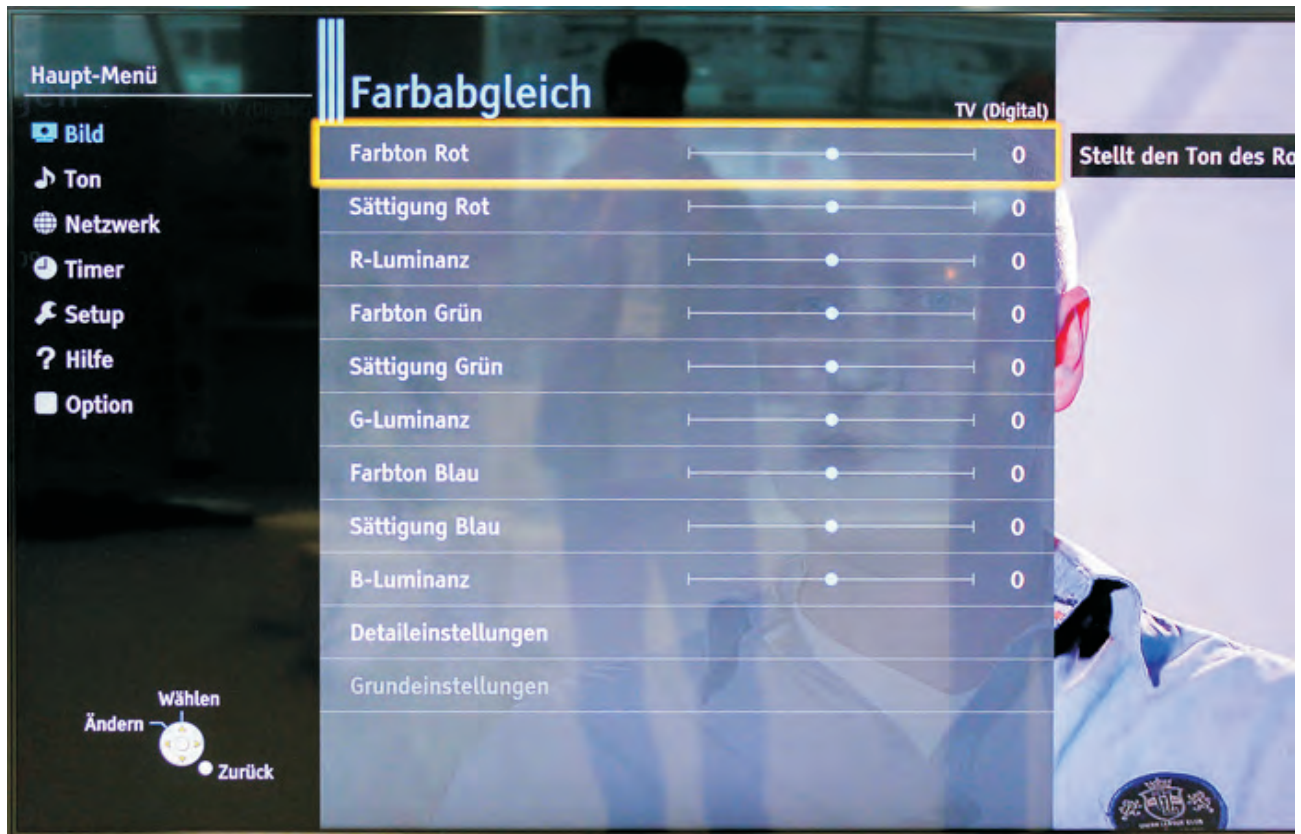 Haupt-Menü
Bild
Ton
Netzwerk
Timer
Setup
? Hilfe
Option
Wählen
Ändern
Zurück
Farbabgleich
TV (Digital)
Farbton Rot 0
Sättigung Rot 0
R-Luminanz 0
Farbton Grün 0
Sättigung Grün 0
G-Luminanz 0
Farbton Blau 0
Sättigung Blau 0
B-Luminanz 0
Detaileinstellungen
Grundeinstellungen
Stellt den Ton des Ro